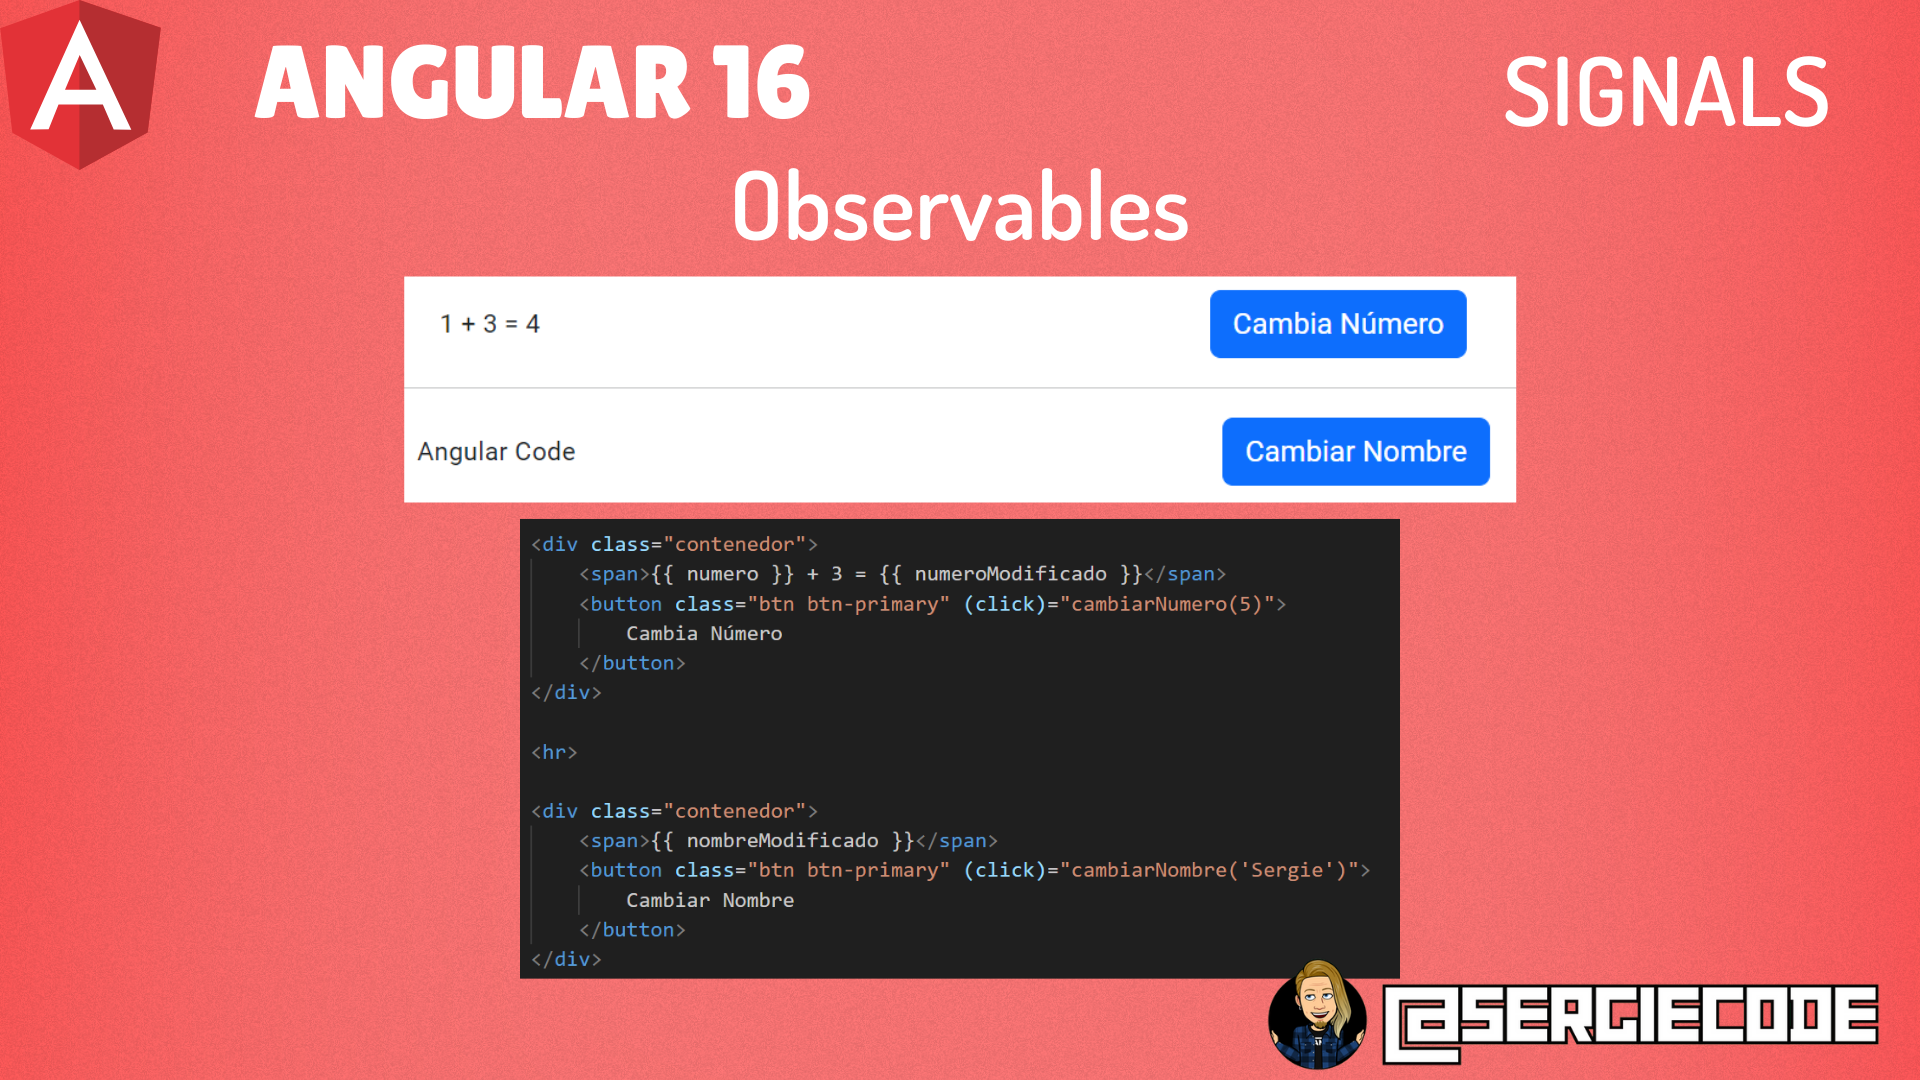 ANGULAR 16
SIGNALS
Observables
1 + 3 = 4
Cambia Número
Angular Code
Cambiar Nombre
<div class="contenedor">
    <span>{{ numero }} + 3 = {{ numeroModificado }}</span>
    <button class="btn btn-primary" (click)="cambiarNumero(5)">
        Cambia Número
    </button>
</div>
<hr>
<div class="contenedor">
    <span>{{ nombreModificado }}</span>
    <button class="btn btn-primary" (click)="cambiarNombre('Sergie')">
        Cambiar Nombre
    </button>
</div>
@SERGIECODE